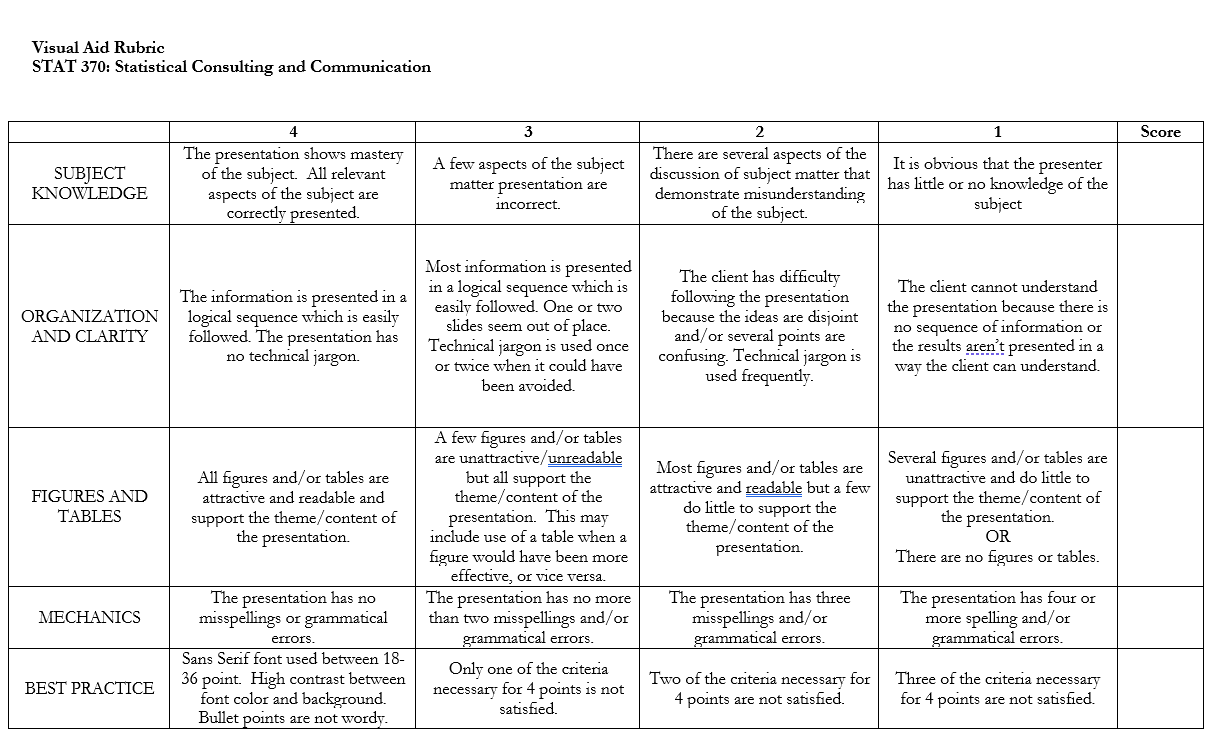 Visual Aid Rubric
STAT 370: Statistical Consulting and Communication
4
3
2
1
Score
SUBJECT
KNOWLEDGE
The presentation shows mastery
of the subject. All relevant
aspects of the subject are
correctly presented.
A few aspects of the subject
matter presentation are
incorrect.
There are several aspects of the
discussion of subject matter that
demonstrate misunderstanding
of the subject.
It is obvious that the presenter
has little or no knowledge of the
subject
ORGANIZATION
AND CLARITY
The information is presented in a
logical sequence which is easily
followed. The presentation has
no technical jargon.
Most information is presented
in a logical sequence which is
easily followed. One or two
slides seem out of place.
Technical jargon is used once
or twice when it could have
been avoided.
The client has difficulty
following the presentation
because the ideas are disjoint
and/or several points are
confusing. Technical jargon is
used frequently.
The client cannot understand
the presentation because there is
no sequence of information or
the results aren't presented in a
way the client can understand.
FIGURES AND
TABLES
All figures and/or tables are
attractive and readable and
support the theme/content of
the presentation.
A few figures and/or tables
are unattractive/unreadable
but all support the
theme/content of the
presentation. This may
include use of a table when a
figure would have been more
effective, or vice versa.
Most figures and/or tables are
attractive and readable but a few
do little to support the
theme/content of the
presentation.
Several figures and/or tables are
unattractive and do little to
support the theme/content of
the presentation.
OR
There are no figures or tables.
MECHANICS
The presentation has no
misspellings or grammatical
errors.
The presentation has no more
than two misspellings and/or
grammatical errors.
The presentation has three
misspellings and/or
grammatical errors.
The presentation has four or
more spelling and/or
grammatical errors.
BEST PRACTICE
Sans Serif font used between 18-
36 point. High contrast between
font color and background.
Bullet points are not wordy.
Only one of the criteria
necessary for 4 points is not
satisfied.
Two of the criteria necessary for
4 points are not satisfied.
Three of the criteria necessary
for 4 points are not satisfied.